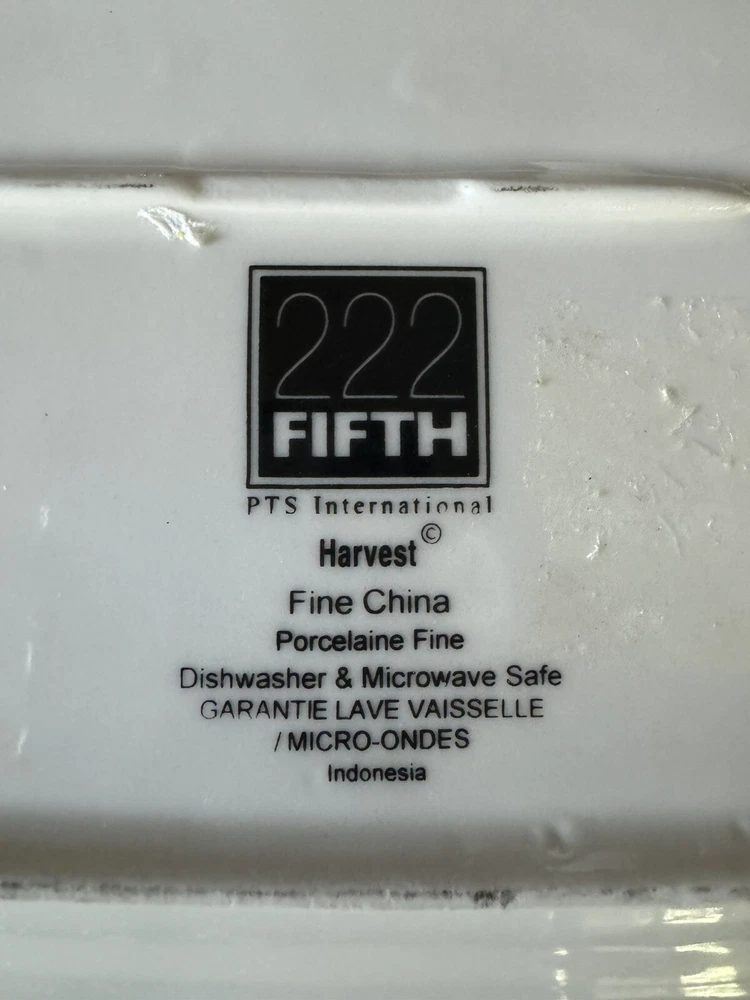 222
FIFTH
PTS International
Harvest ©
Fine China
Porcelaine Fine
Dishwasher & Microwave Safe
GARANTIE LAVE VAISSELLE
/ MICRO-ONDES
Indonesia